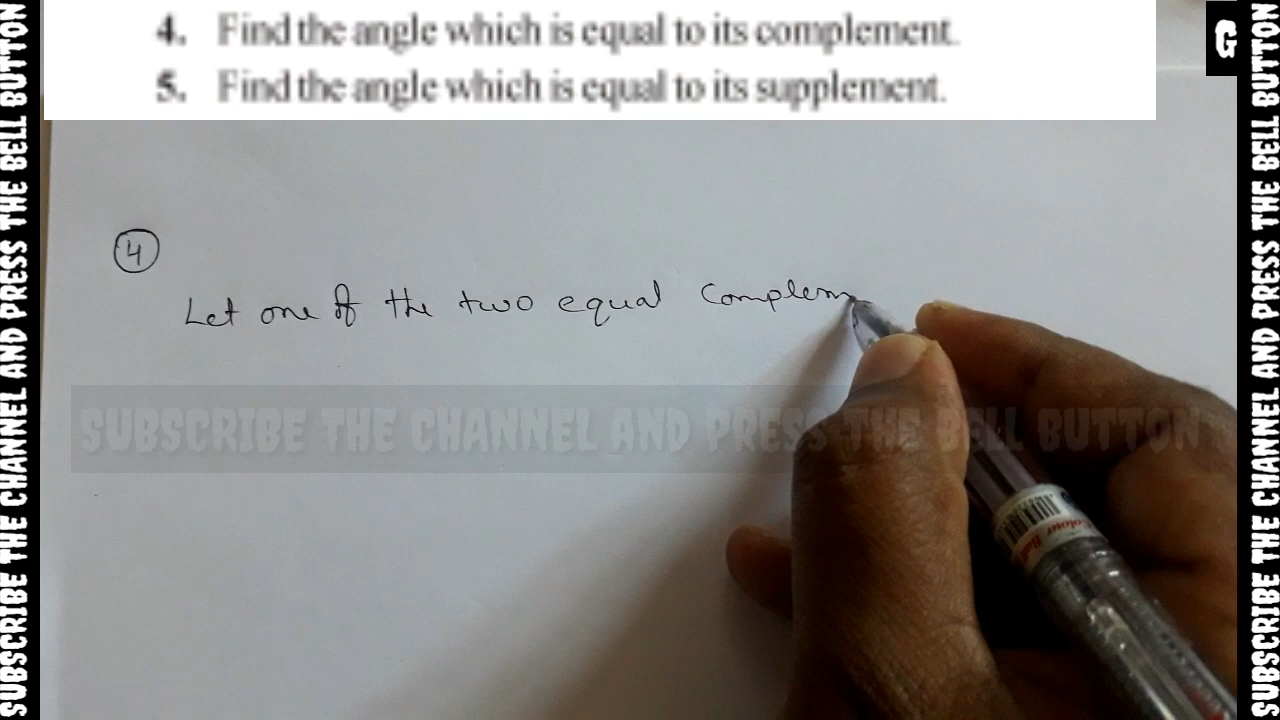 4. Find the angle which is equal to its complement.
5. Find the angle which is equal to its supplement.
G
4
Let one of the two equal Complem
SUBSCRIBE THE CHANNEL AND PRESS THE BELL BUTTON
SUBSCRIBE THE CHANNEL AND PRESS THE BELL BUTTON
SUBSCRIBE THE CHANNEL AND PRESS THE BELL BUTTON